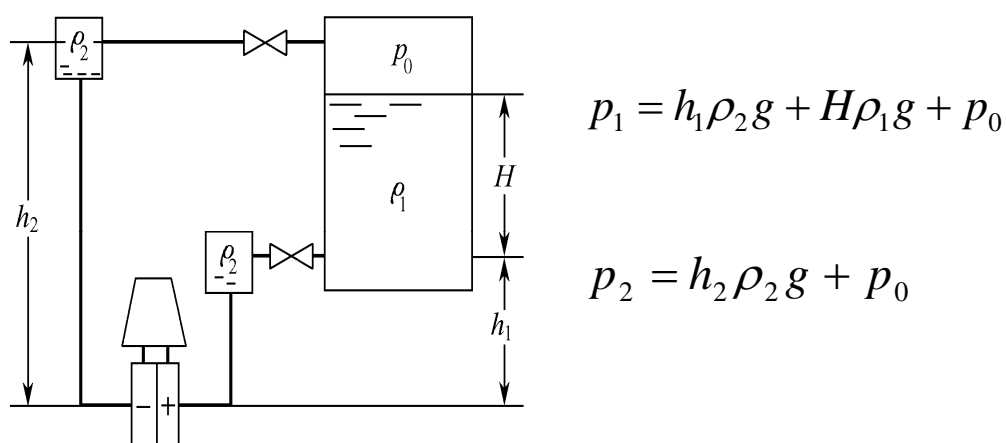 ρ₂
p₀
p₁ = h₁ρ₂g + Hρ₁g + p₀
H
ρ₁
h₂
ρ₂
p₂ = h₂ρ₂g + p₀
h₁
− +